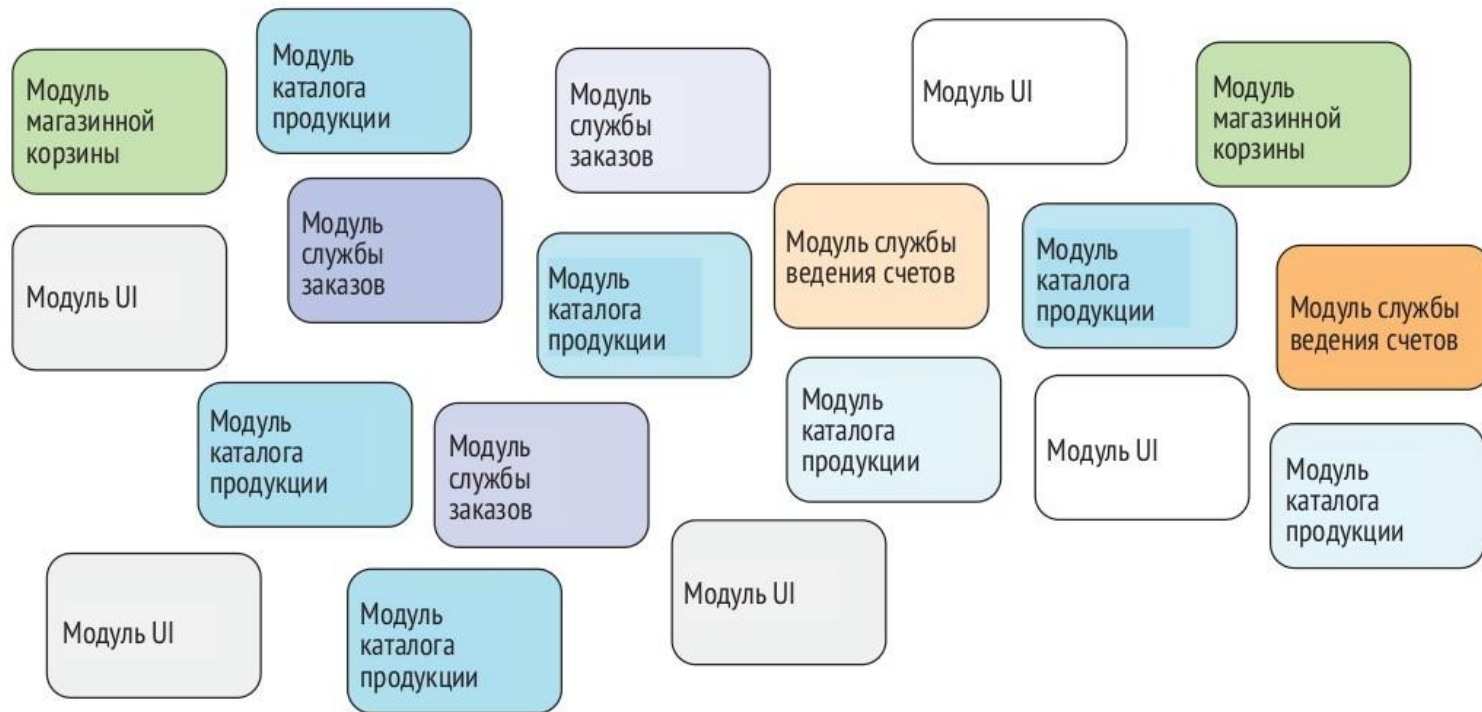 Модуль
магазинной
корзины
Модуль
каталога
продукции
Модуль
службы
заказов
Модуль UI
Модуль
магазинной
корзины
Модуль UI
Модуль
службы
заказов
Модуль
каталога
продукции
Модуль службы
ведения счетов
Модуль
каталога
продукции
Модуль службы
ведения счетов
Модуль
каталога
продукции
Модуль
службы
заказов
Модуль
каталога
продукции
Модуль UI
Модуль
каталога
продукции
Модуль UI
Модуль
каталога
продукции
Модуль UI